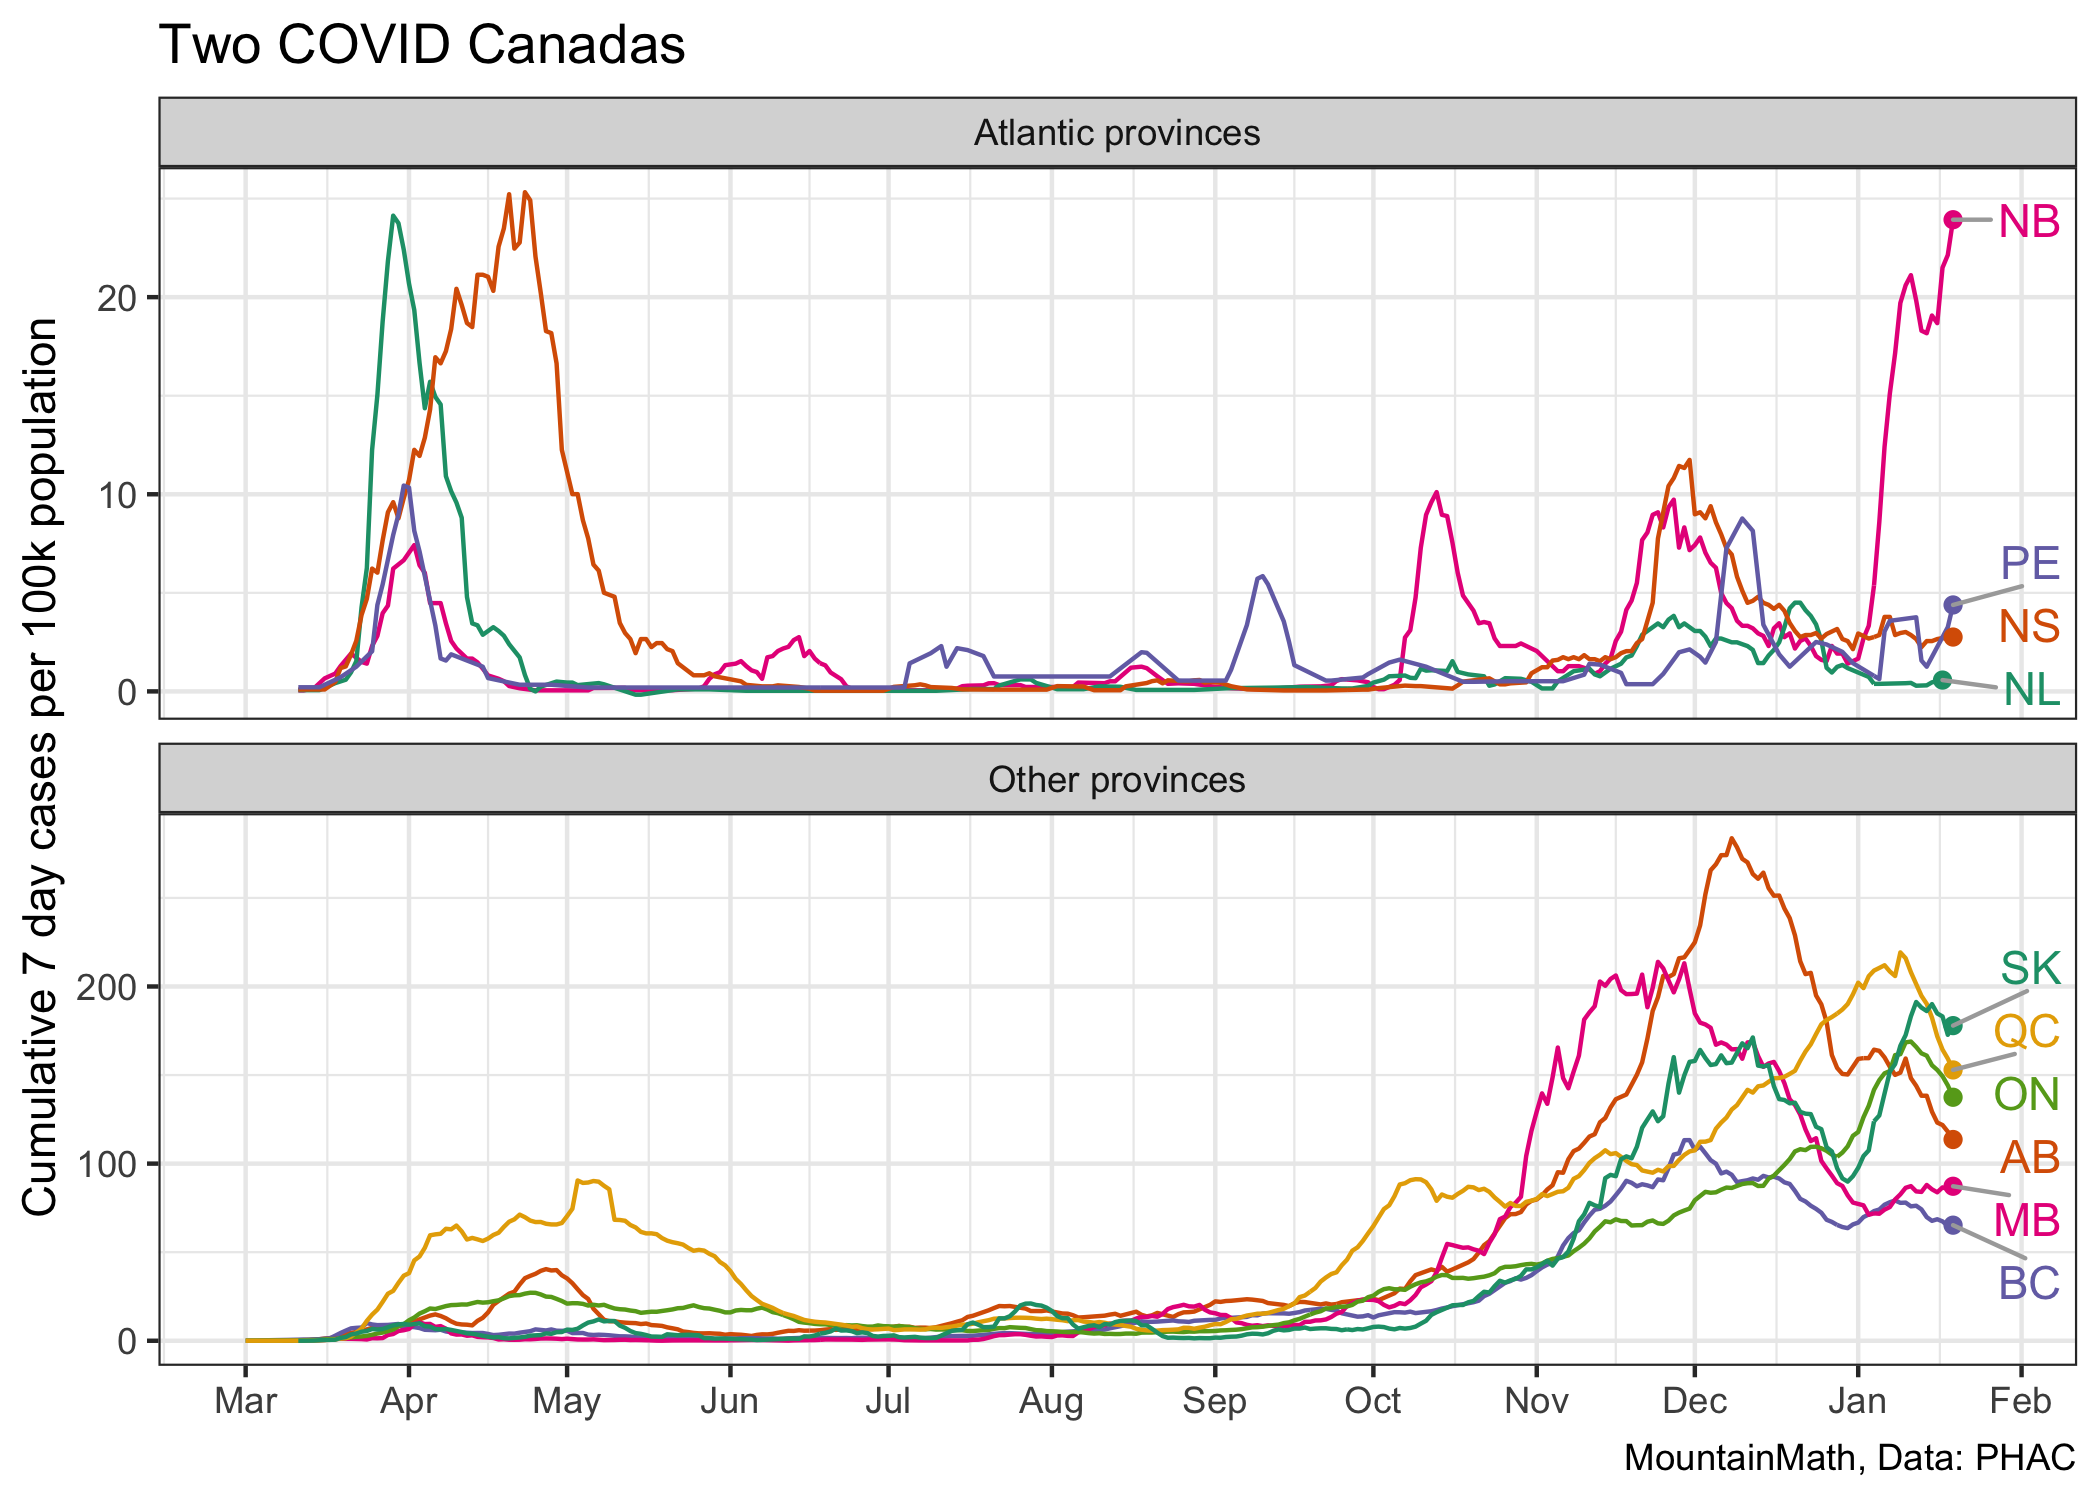 Two COVID Canadas
Cumulative 7 day cases per 100k population
Atlantic provinces
20
10
0
NB
PE
NS
NL
Other provinces
200
100
0
SK
QC
ON
AB
MB
BC
Mar Apr May Jun Jul Aug Sep Oct Nov Dec Jan Feb
MountainMath, Data: PHAC